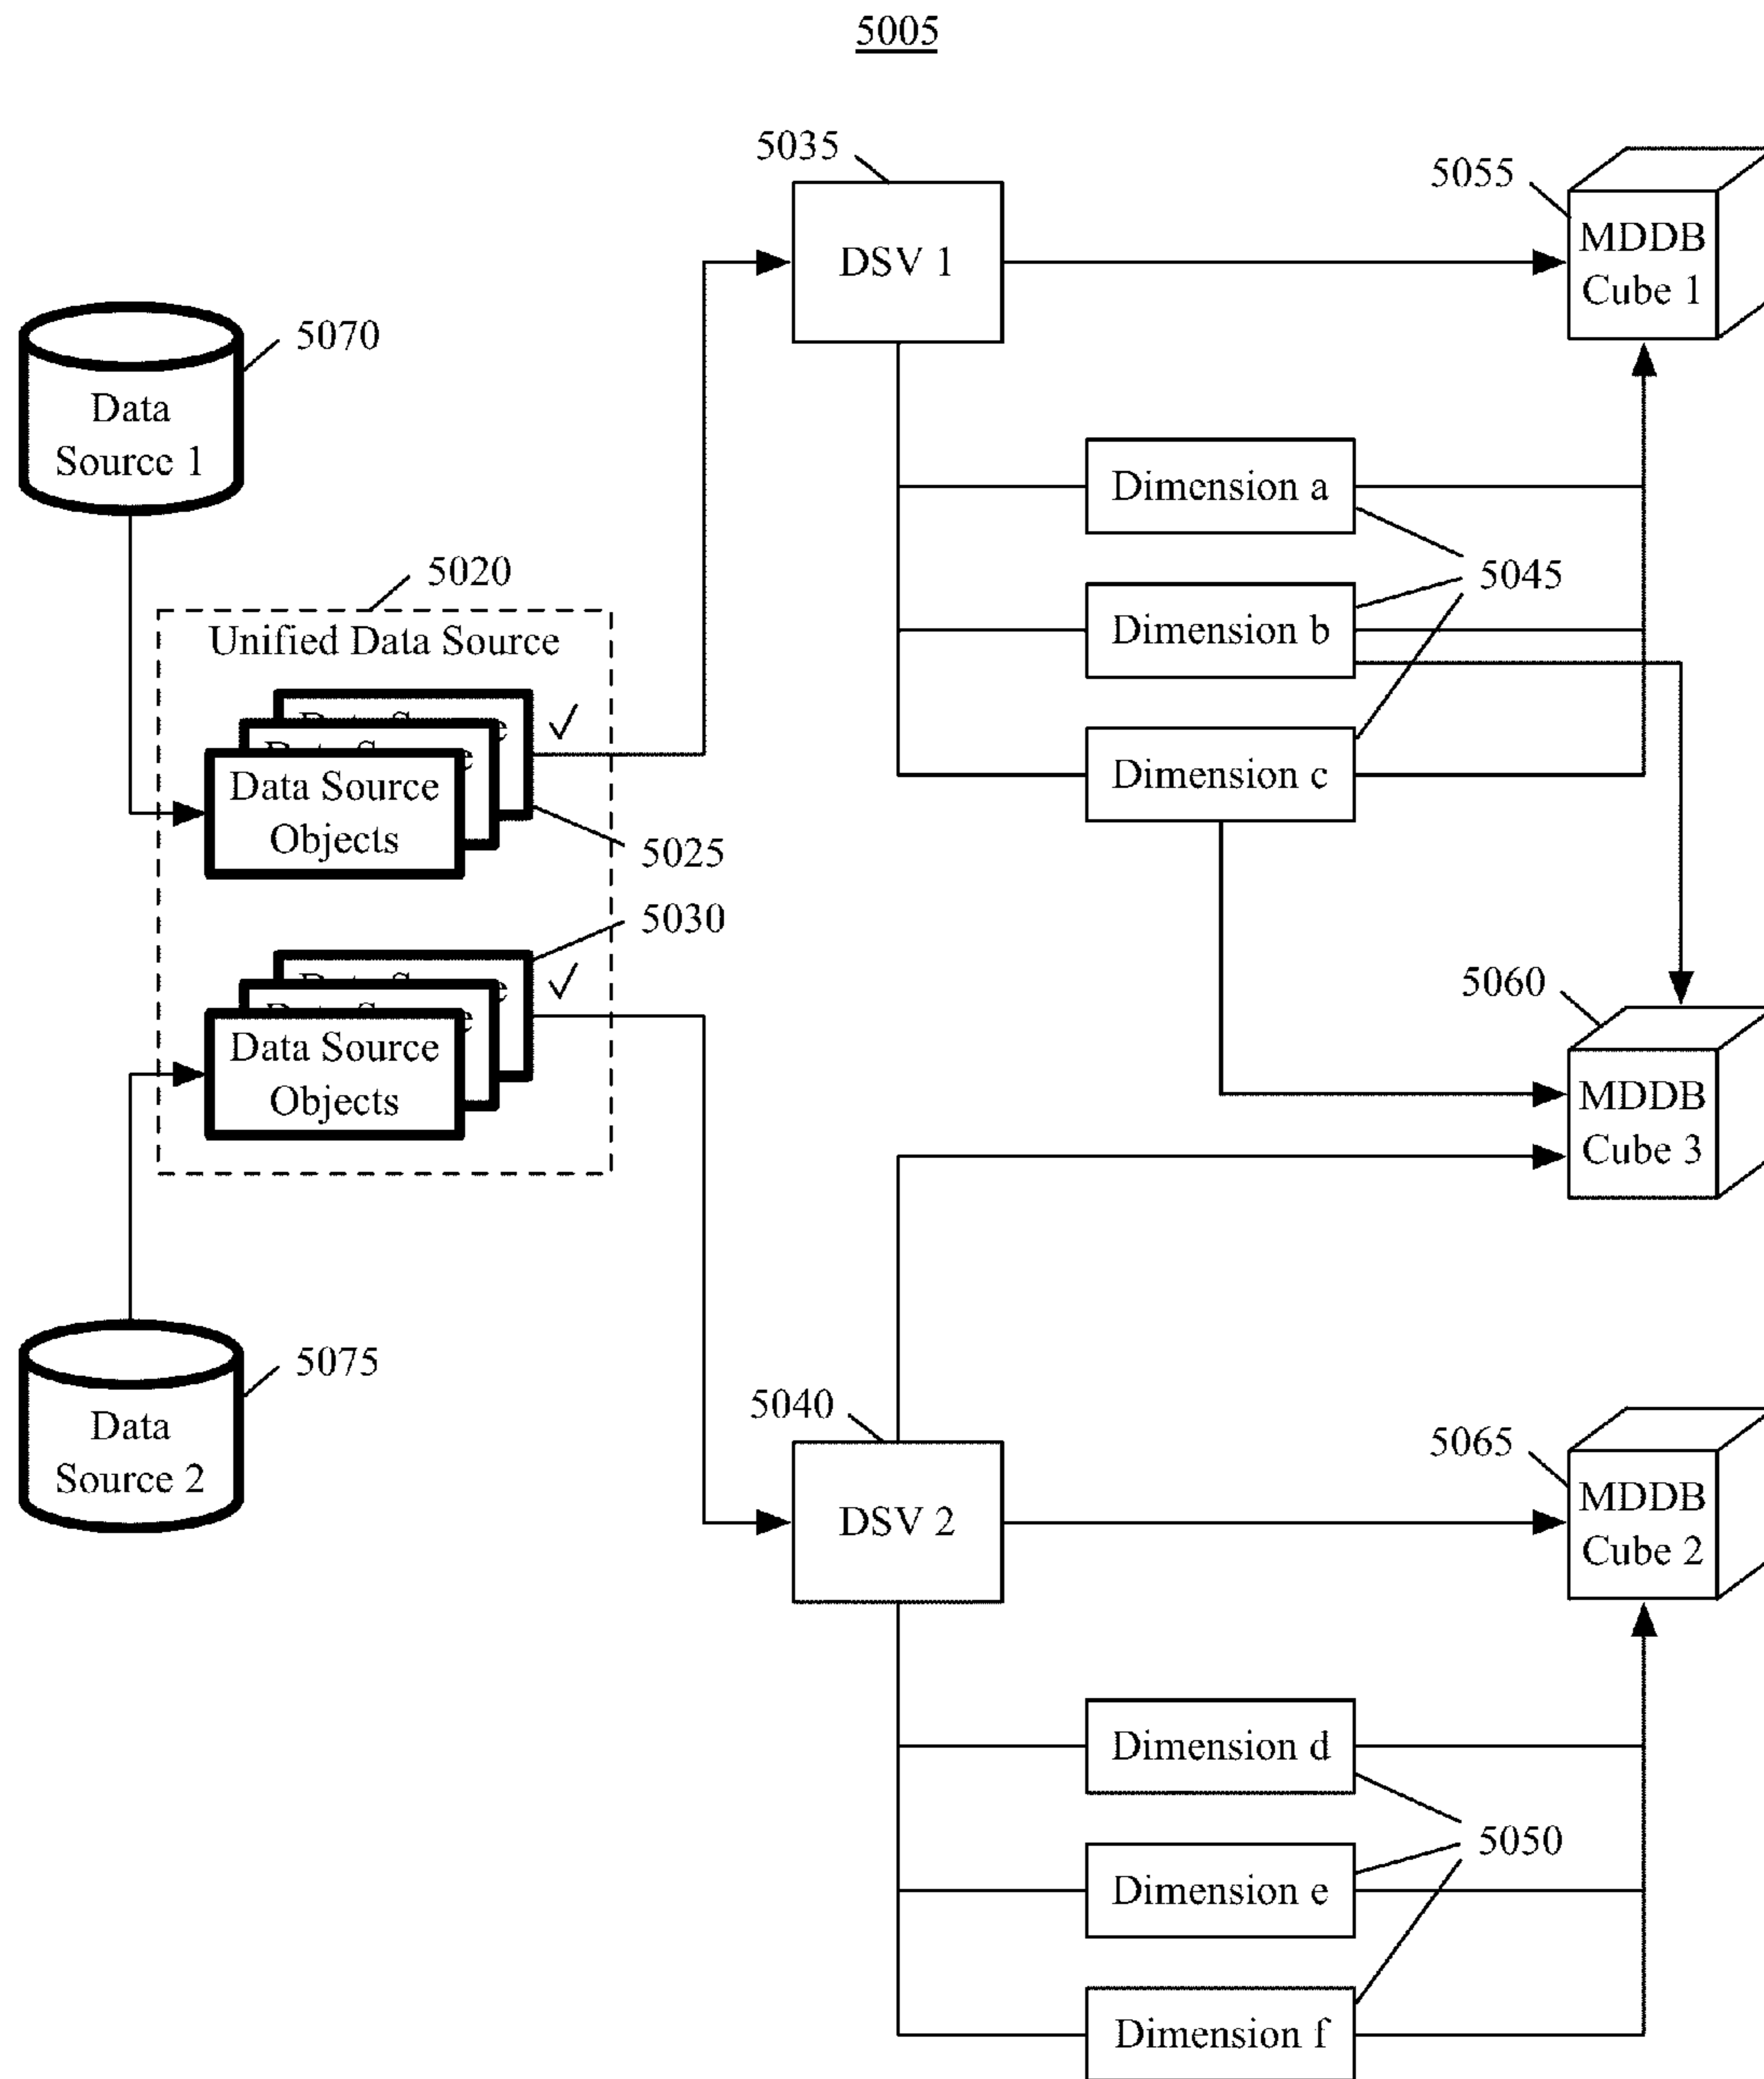 5005
5035
DSV 1
5055
MDDB
Cube 1
5070
Data
Source 1
Dimension a
5045
Dimension b
Dimension c
5020
Unified Data Source
Data Source
Objects
5025
5030
Data Source
Objects
5060
MDDB
Cube 3
5075
Data
Source 2
5040
DSV 2
5065
MDDB
Cube 2
Dimension d
5050
Dimension e
Dimension f